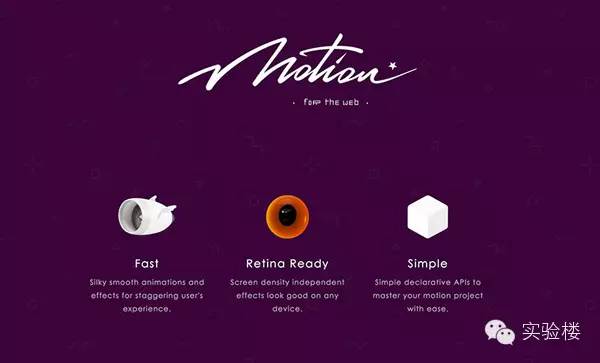 Motion
· for the web ·
Fast
Retina Ready
Simple
Silky smooth animations and
effects for staggering user's
experience.
Screen density independent
effects look good on any
device.
Simple declarative APIs to
master your motion project
with ease.
实验楼